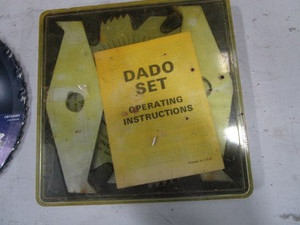 DADO
SET
OPERATING
INSTRUCTIONS